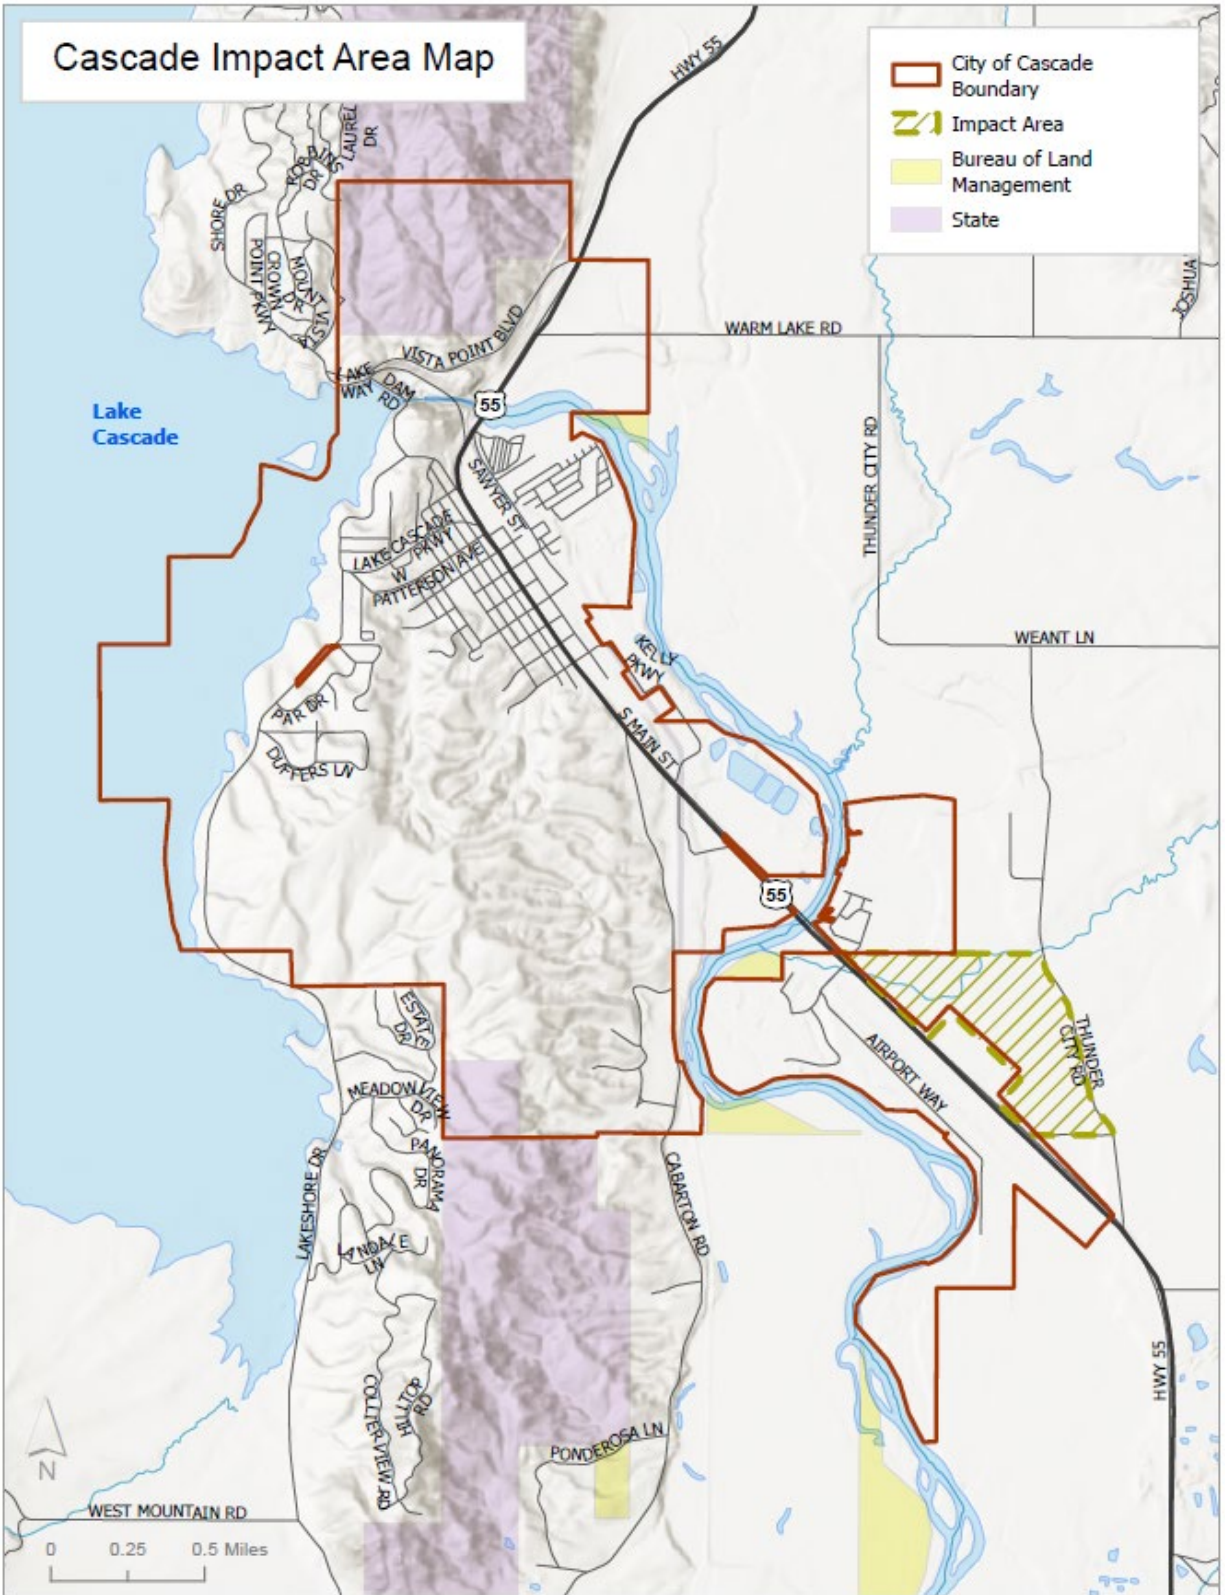 Cascade Impact Area Map
City of Cascade
Boundary
Impact Area
Bureau of Land
Management
State
HWY 55
LAUREL
DR
ROBBINS
DR
SHORE DR
POINT PKWY
CROWN
MOUNT VISTA
DR
JOSHUA
WARM LAKE RD
VISTA POINT BLVD
LAKE
WAY
DAM
RD
55
Lake
Cascade
THUNDER CITY RD
SAWYER ST
LAKE CASCADE
PKWY
W
PATTERSON AVE
WEANT LN
KELLY
PKWY
PAR DR
S MAIN ST
DUFFERS LN
55
ESTATE
DR
THUNDER
CITY RD
AIRPORT WAY
MEADOW VIEW
DR
PANORAMA
DR
LAKESHORE DR
CABARTON RD
LN
HWY 55
COLLIER VIEW RD
HILLTOP
RD
PONDEROSA LN
N
WEST MOUNTAIN RD
0 0.25 0.5 Miles